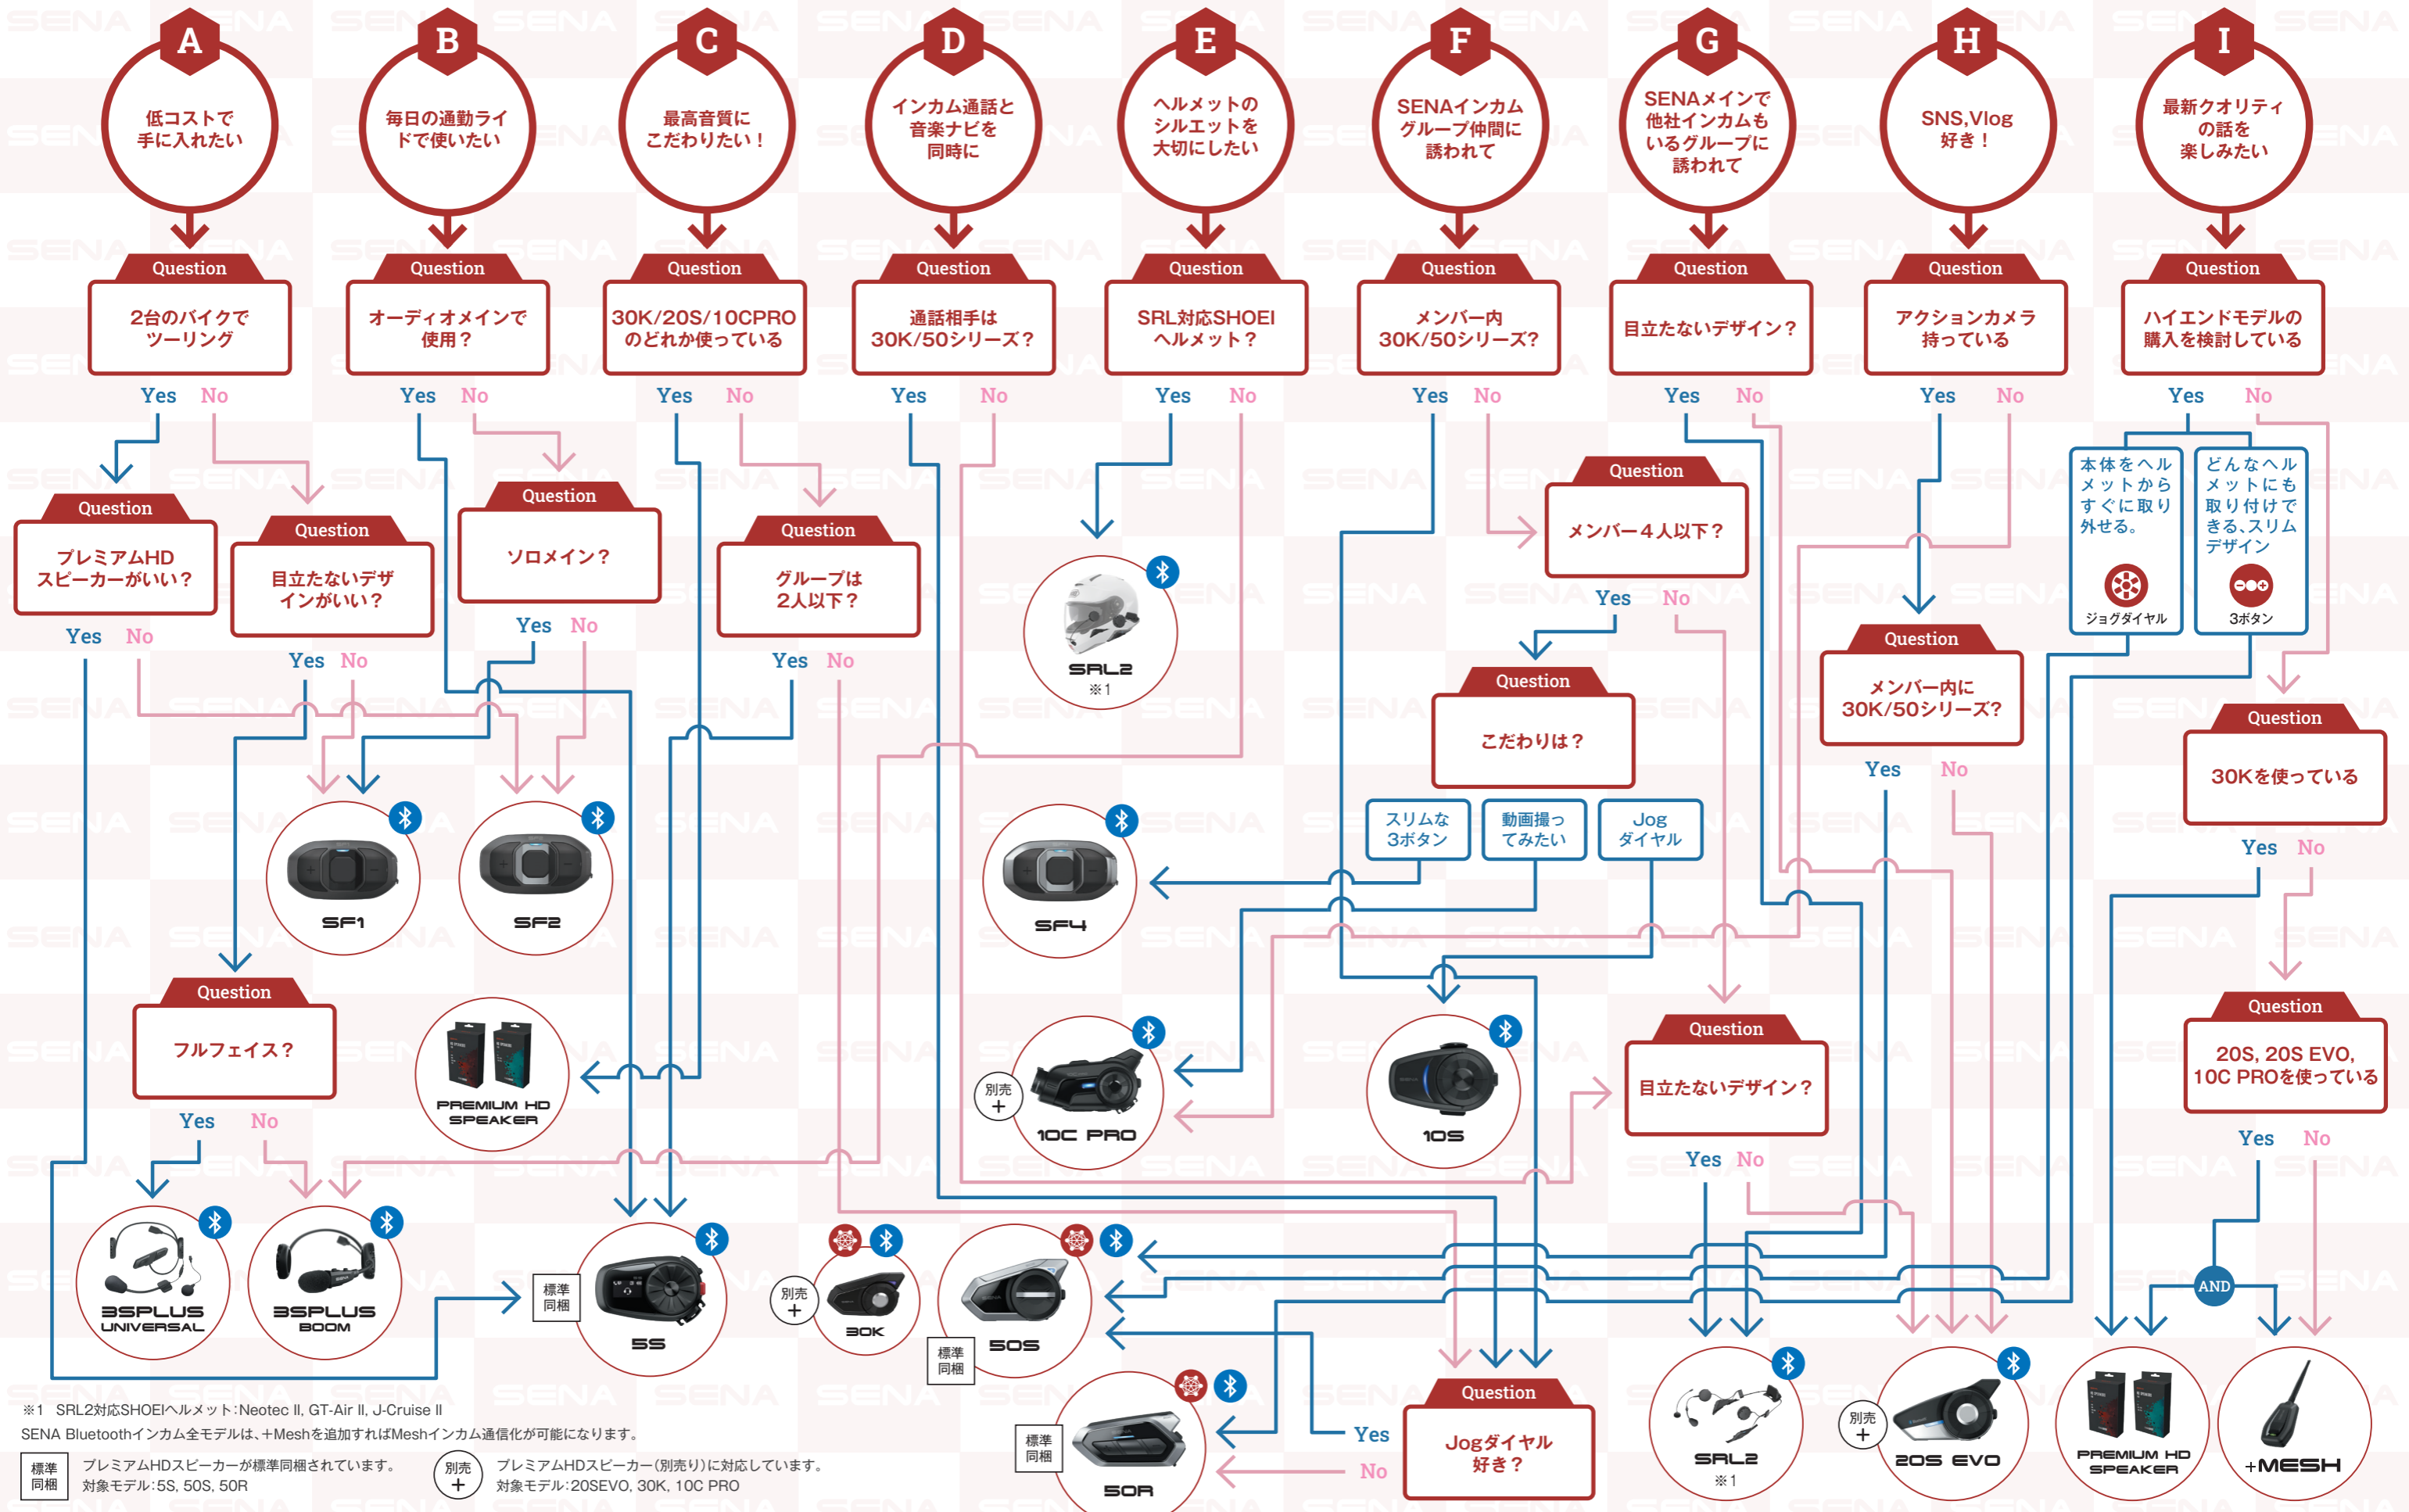 A
低コストで
手に入れたい
B
毎日の通勤ライ
ドで使いたい
C
最高音質に
こだわりたい！
D
インカム通話と
音楽ナビを
同時に
E
ヘルメットの
シルエットを
大切にしたい
F
SENAインカム
グループ仲間に
誘われて
G
SENAメインで
他社インカムも
いるグループに
誘われて
H
SNS,Vlog
好き！
I
最新クオリティ
の話を
楽しみたい
Question
2台のバイクで
ツーリング
Yes No
Question
オーディオメインで
使用？
Yes No
Question
30K/20S/10CPRO
のどれか使っている
Yes No
Question
通話相手は
30K/50シリーズ？
Yes No
Question
SRL対応SHOEI
ヘルメット？
Yes No
Question
メンバー内
30K/50シリーズ?
Yes No
Question
目立たないデザイン？
Yes No
Question
アクションカメラ
持っている
Yes No
Question
ハイエンドモデルの
購入を検討している
Yes No
Question
プレミアムHD
スピーカーがいい？
Yes No
Question
目立たないデザ
インがいい？
Yes No
Question
ソロメイン？
Yes No
Question
グループは
2人以下？
Yes No
SRL2
※1
Question
メンバー４人以下？
Yes No
Question
こだわりは？
スリムな
3ボタン
動画撮っ
てみたい
Jog
ダイヤル
Question
メンバー内に
30K/50シリーズ?
Yes No
本体をヘル
メットから
すぐに取り
外せる。
ジョグダイヤル
どんなヘル
メットにも
取り付けで
きる、スリム
デザイン
3ボタン
Question
30Kを使っている
Yes No
SF1
SF2
SF4
Question
フルフェイス？
Yes No
PREMIUM HD
SPEAKER
別売
+
10C PRO
10S
Question
目立たないデザイン？
Yes No
Question
20S, 20S EVO,
10C PROを使っている
Yes No
AND
3SPLUS
UNIVERSAL
3SPLUS
BOOM
標準
同梱
5S
別売
+
30K
50S
標準
同梱
標準
同梱
50R
Question
Jogダイヤル
好き？
Yes
No
SRL2
※1
別売
+
20S EVO
PREMIUM HD
SPEAKER
+MESH
※1 SRL2対応SHOEIヘルメット：Neotec II, GT-Air II, J-Cruise II
SENA Bluetoothインカム全モデルは、+Meshを追加すればMeshインカム通信化が可能になります。
標準
同梱
プレミアムHDスピーカーが標準同梱されています。
対象モデル：5S, 50S, 50R
別売
+
プレミアムHDスピーカー（別売り）に対応しています。
対象モデル：20SEVO, 30K, 10C PRO